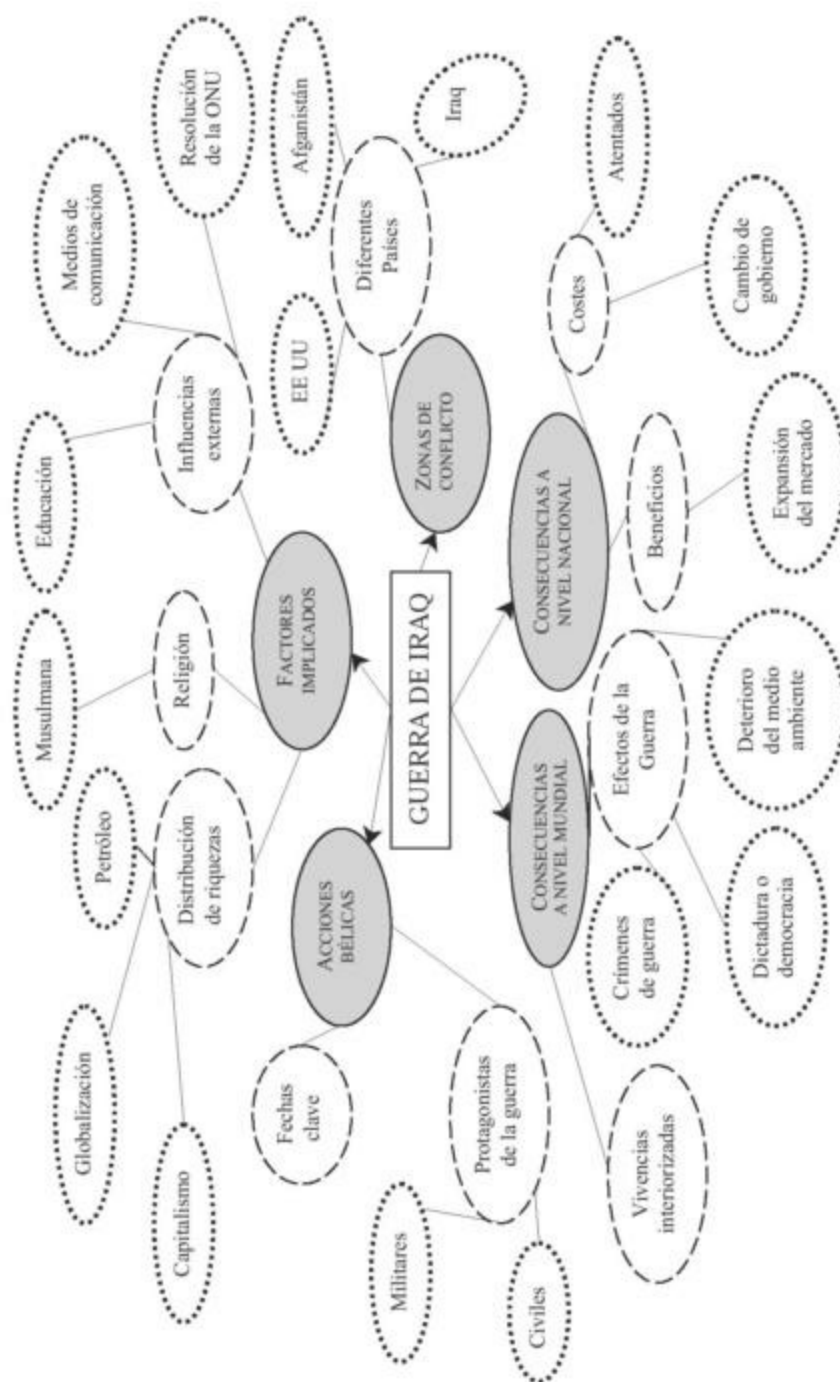 Globalización
Petróleo
Musulmana
Educación
Medios de
comunicación
Capitalismo
Distribución
de riquezas
Religión
Influencias
externas
Resolución
de la ONU
Fechas
clave
ACCIONES
BÉLICAS
FACTORES
IMPLICADOS
EE UU
Afganistán
Diferentes
Países
Iraq
Militares
Protagonistas
de la guerra
Civiles
GUERRA DE IRAQ
ZONAS DE
CONFLICTO
CONSECUENCIAS
A NIVEL MUNDIAL
CONSECUENCIAS A
NIVEL NACIONAL
Costes
Atentados
Vivencias
interiorizadas
Crímenes
de guerra
Efectos de la
Guerra
Beneficios
Cambio de
gobierno
Dictadura o
democracia
Deterioro
del medio
ambiente
Expansión
del mercado